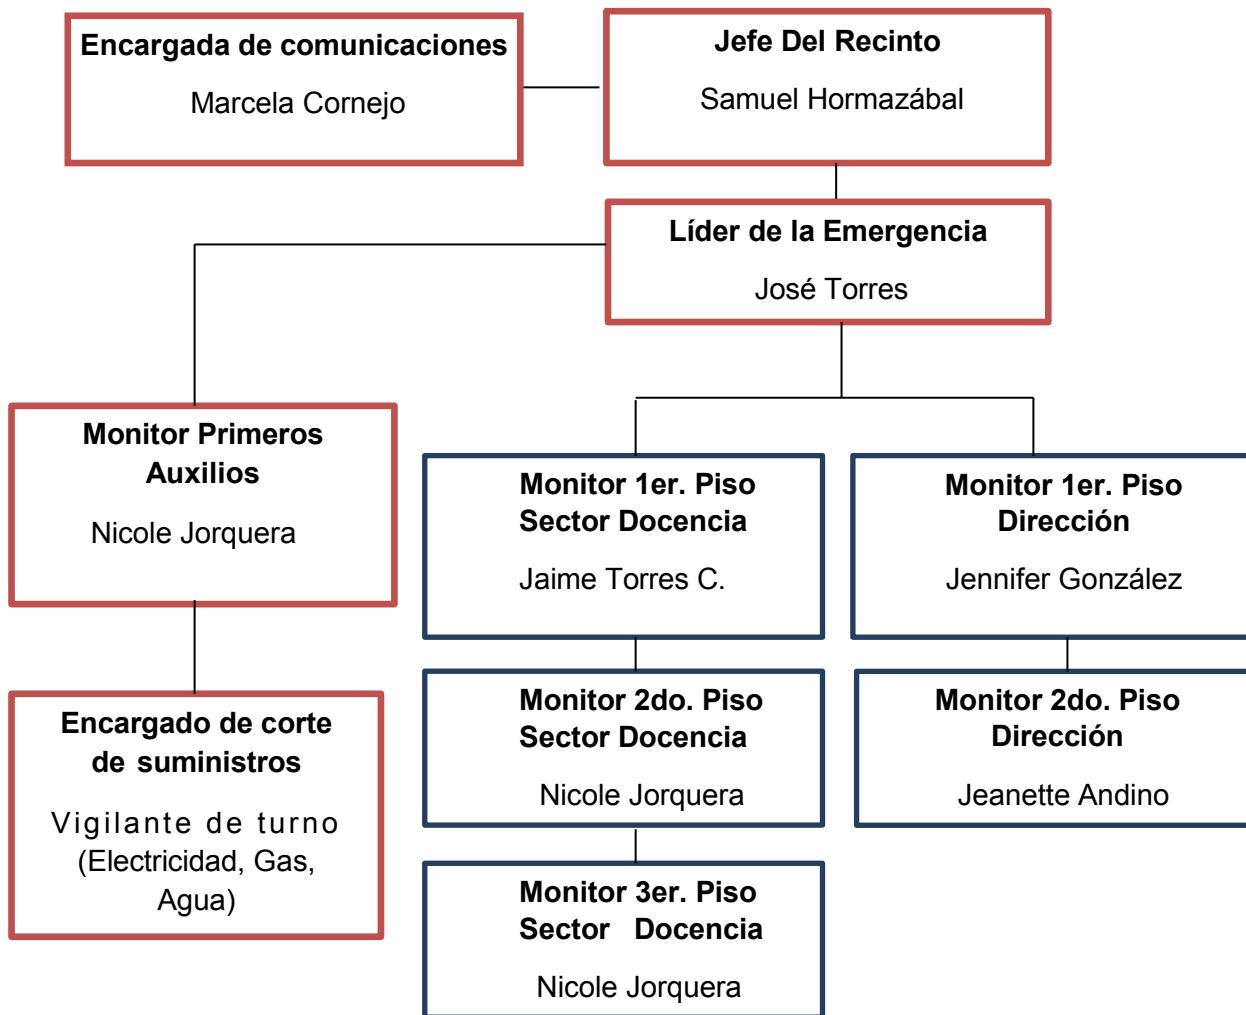 Encargada de comunicaciones
Marcela Cornejo
Jefe Del Recinto
Samuel Hormazábal
Líder de la Emergencia
José Torres
Monitor Primeros
Auxilios
Nicole Jorquera
Monitor 1er. Piso
Sector Docencia
Jaime Torres C.
Monitor 1er. Piso
Dirección
Jennifer González
Encargado de corte
de suministros
Vigilante de turno
(Electricidad, Gas,
Agua)
Monitor 2do. Piso
Sector Docencia
Nicole Jorquera
Monitor 2do. Piso
Dirección
Jeanette Andino
Monitor 3er. Piso
Sector Docencia
Nicole Jorquera